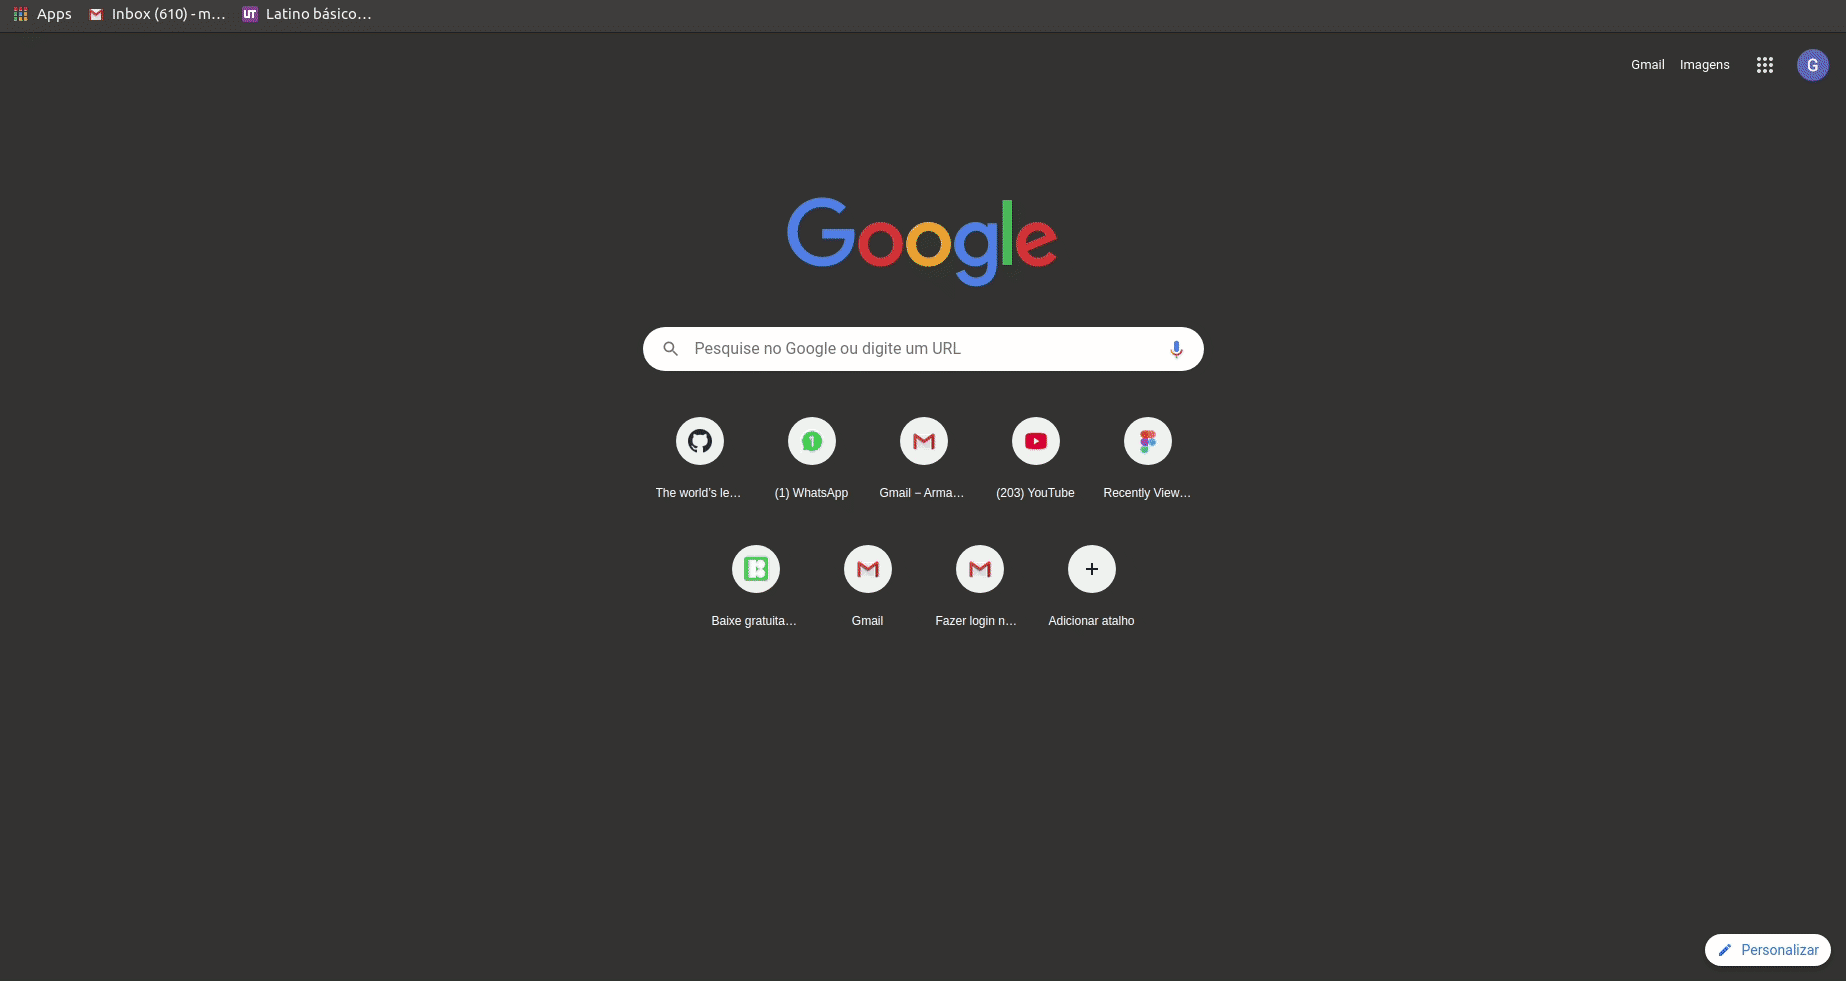 Apps Inbox (610) - m... UT Latino básico...
Gmail Imagens G
Google
Pesquise no Google ou digite um URL
The world's le... (1) WhatsApp Gmail – Arma... (203) YouTube Recently View...
Baixe gratuita... Gmail Fazer login n... Adicionar atalho
Personalizar